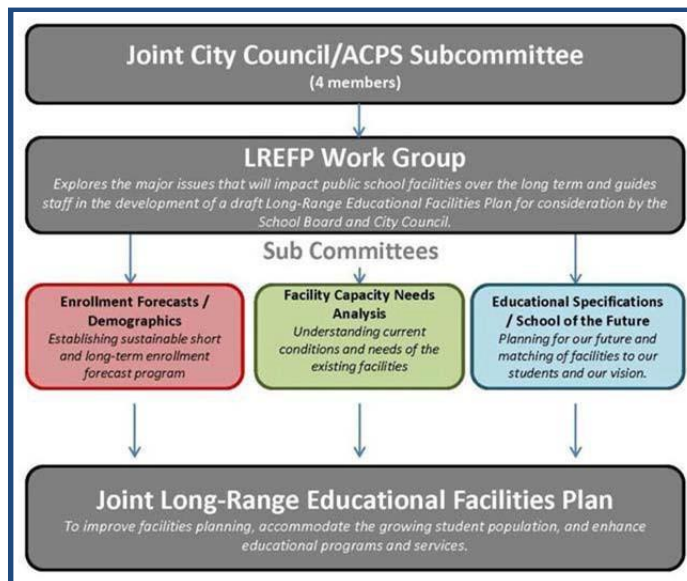 Joint City Council/ACPS Subcommittee
(4 members)
LREFP Work Group
Explores the major issues that will impact public school facilities over the long term and guides
staff in the development of a draft Long-Range Educational Facilities Plan for consideration by the
School Board and City Council.
Sub Committees
Enrollment Forecasts /
Demographics
Establishing sustainable short
and long-term enrollment
forecast program
Facility Capacity Needs
Analysis
Understanding current
conditions and needs of the
existing facilities
Educational Specifications
/ School of the Future
Planning for our future and
matching of facilities to our
students and our vision.
Joint Long-Range Educational Facilities Plan
To improve facilities planning, accommodate the growing student population, and enhance
educational programs and services.